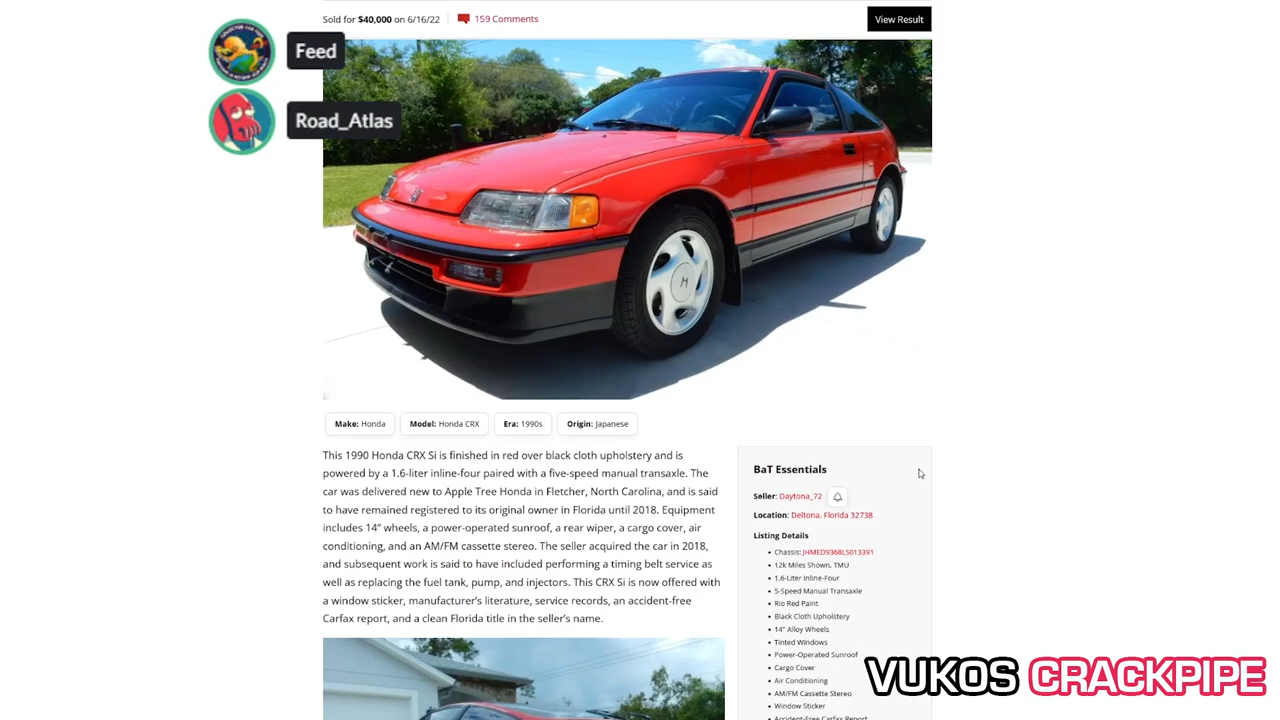 Sold for $40,000 on 6/16/22
159 Comments
View Result
Feed
Road_Atlas
Make: Honda
Model: Honda CRX
Era: 1990s
Origin: Japanese
This 1990 Honda CRX Si is finished in red over black cloth upholstery and is
powered by a 1.6-liter inline-four paired with a five-speed manual transaxle. The
car was delivered new to Apple Tree Honda in Fletcher, North Carolina, and is said
to have remained registered to its original owner in Florida until 2018. Equipment
includes 14” wheels, a power-operated sunroof, a rear wiper, a cargo cover, air
conditioning, and an AM/FM cassette stereo. The seller acquired the car in 2018,
and subsequent work is said to have included performing a timing belt service as
well as replacing the fuel tank, pump, and injectors. This CRX Si is now offered with
a window sticker, manufacturer’s literature, service records, an accident-free
Carfax report, and a clean Florida title in the seller’s name.
BaT Essentials
Seller: Daytona_72
Location: Deltona, Florida 32738
Listing Details
Chassis: JHMED9368LS013391
12k Miles Shown, TMU
1.6-Liter Inline-Four
5-Speed Manual Transaxle
Rio Red Paint
Black Cloth Upholstery
14” Alloy Wheels
Tinted Windows
Power-Operated Sunroof
Cargo Cover
Air Conditioning
AM/FM Cassette Stereo
Window Sticker
Accident-Free Carfax Report
VUKOS CRACKPIPE